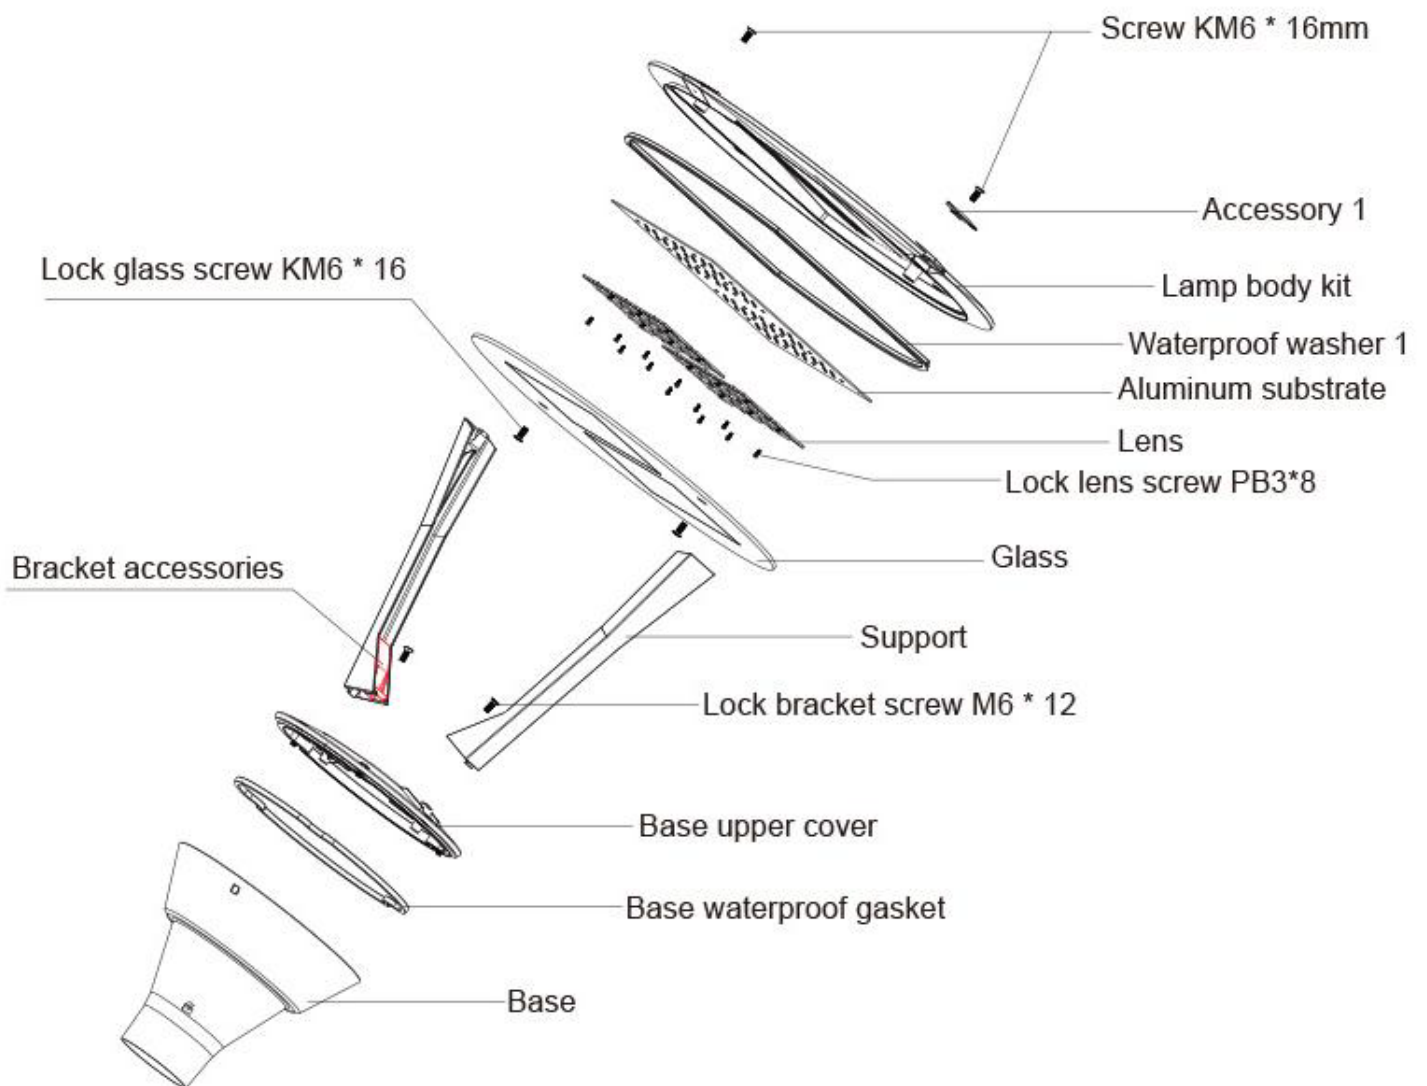 Screw KM6 * 16mm
Accessory 1
Lock glass screw KM6 * 16
Lamp body kit
Waterproof washer 1
Aluminum substrate
Lens
Lock lens screw PB3*8
Glass
Bracket accessories
Support
Lock bracket screw M6 * 12
Base upper cover
Base waterproof gasket
Base